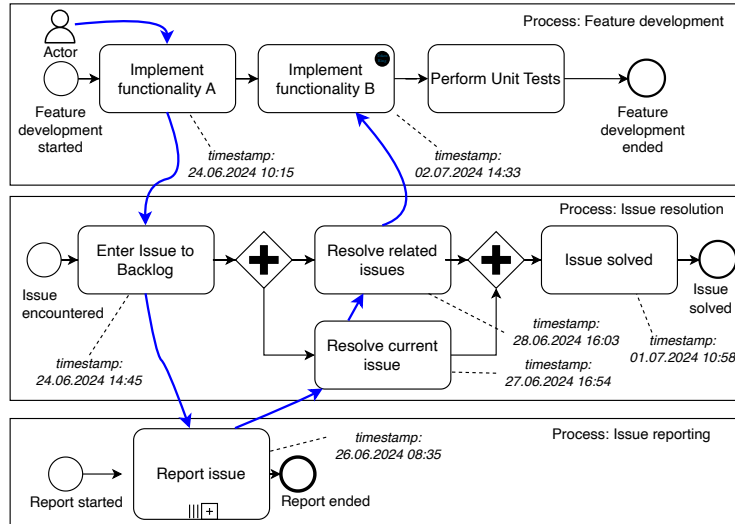 Process: Feature development
Actor
Implement
functionality A
Implement
functionality B
Perform Unit Tests
Feature
development
started
Feature
development
ended
timestamp:
24.06.2024 10:15
timestamp:
02.07.2024 14:33
Process: Issue resolution
Enter Issue to
Backlog
Resolve related
issues
Issue solved
Issue
encountered
Issue
solved
Resolve current
issue
timestamp:
24.06.2024 14:45
timestamp:
28.06.2024 16:03
timestamp:
01.07.2024 10:58
timestamp:
27.06.2024 16:54
Process: Issue reporting
Report issue
timestamp:
26.06.2024 08:35
Report started
Report ended